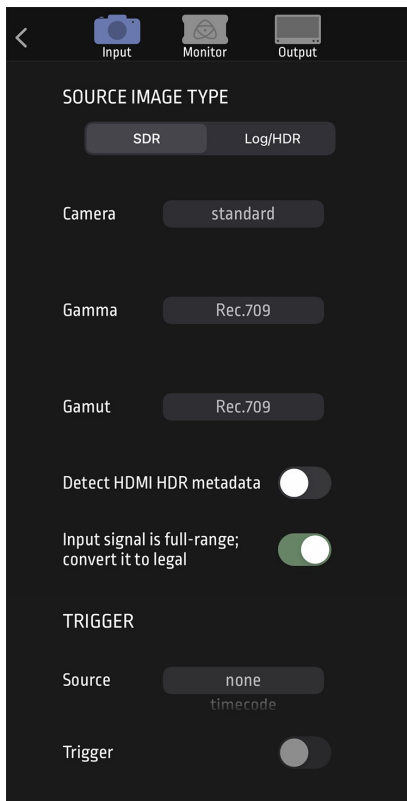 Input Monitor Output
SOURCE IMAGE TYPE
SDR Log/HDR
Camera standard
Gamma Rec.709
Gamut Rec.709
Detect HDMI HDR metadata
Input signal is full-range;
convert it to legal
TRIGGER
Source none
timecode
Trigger